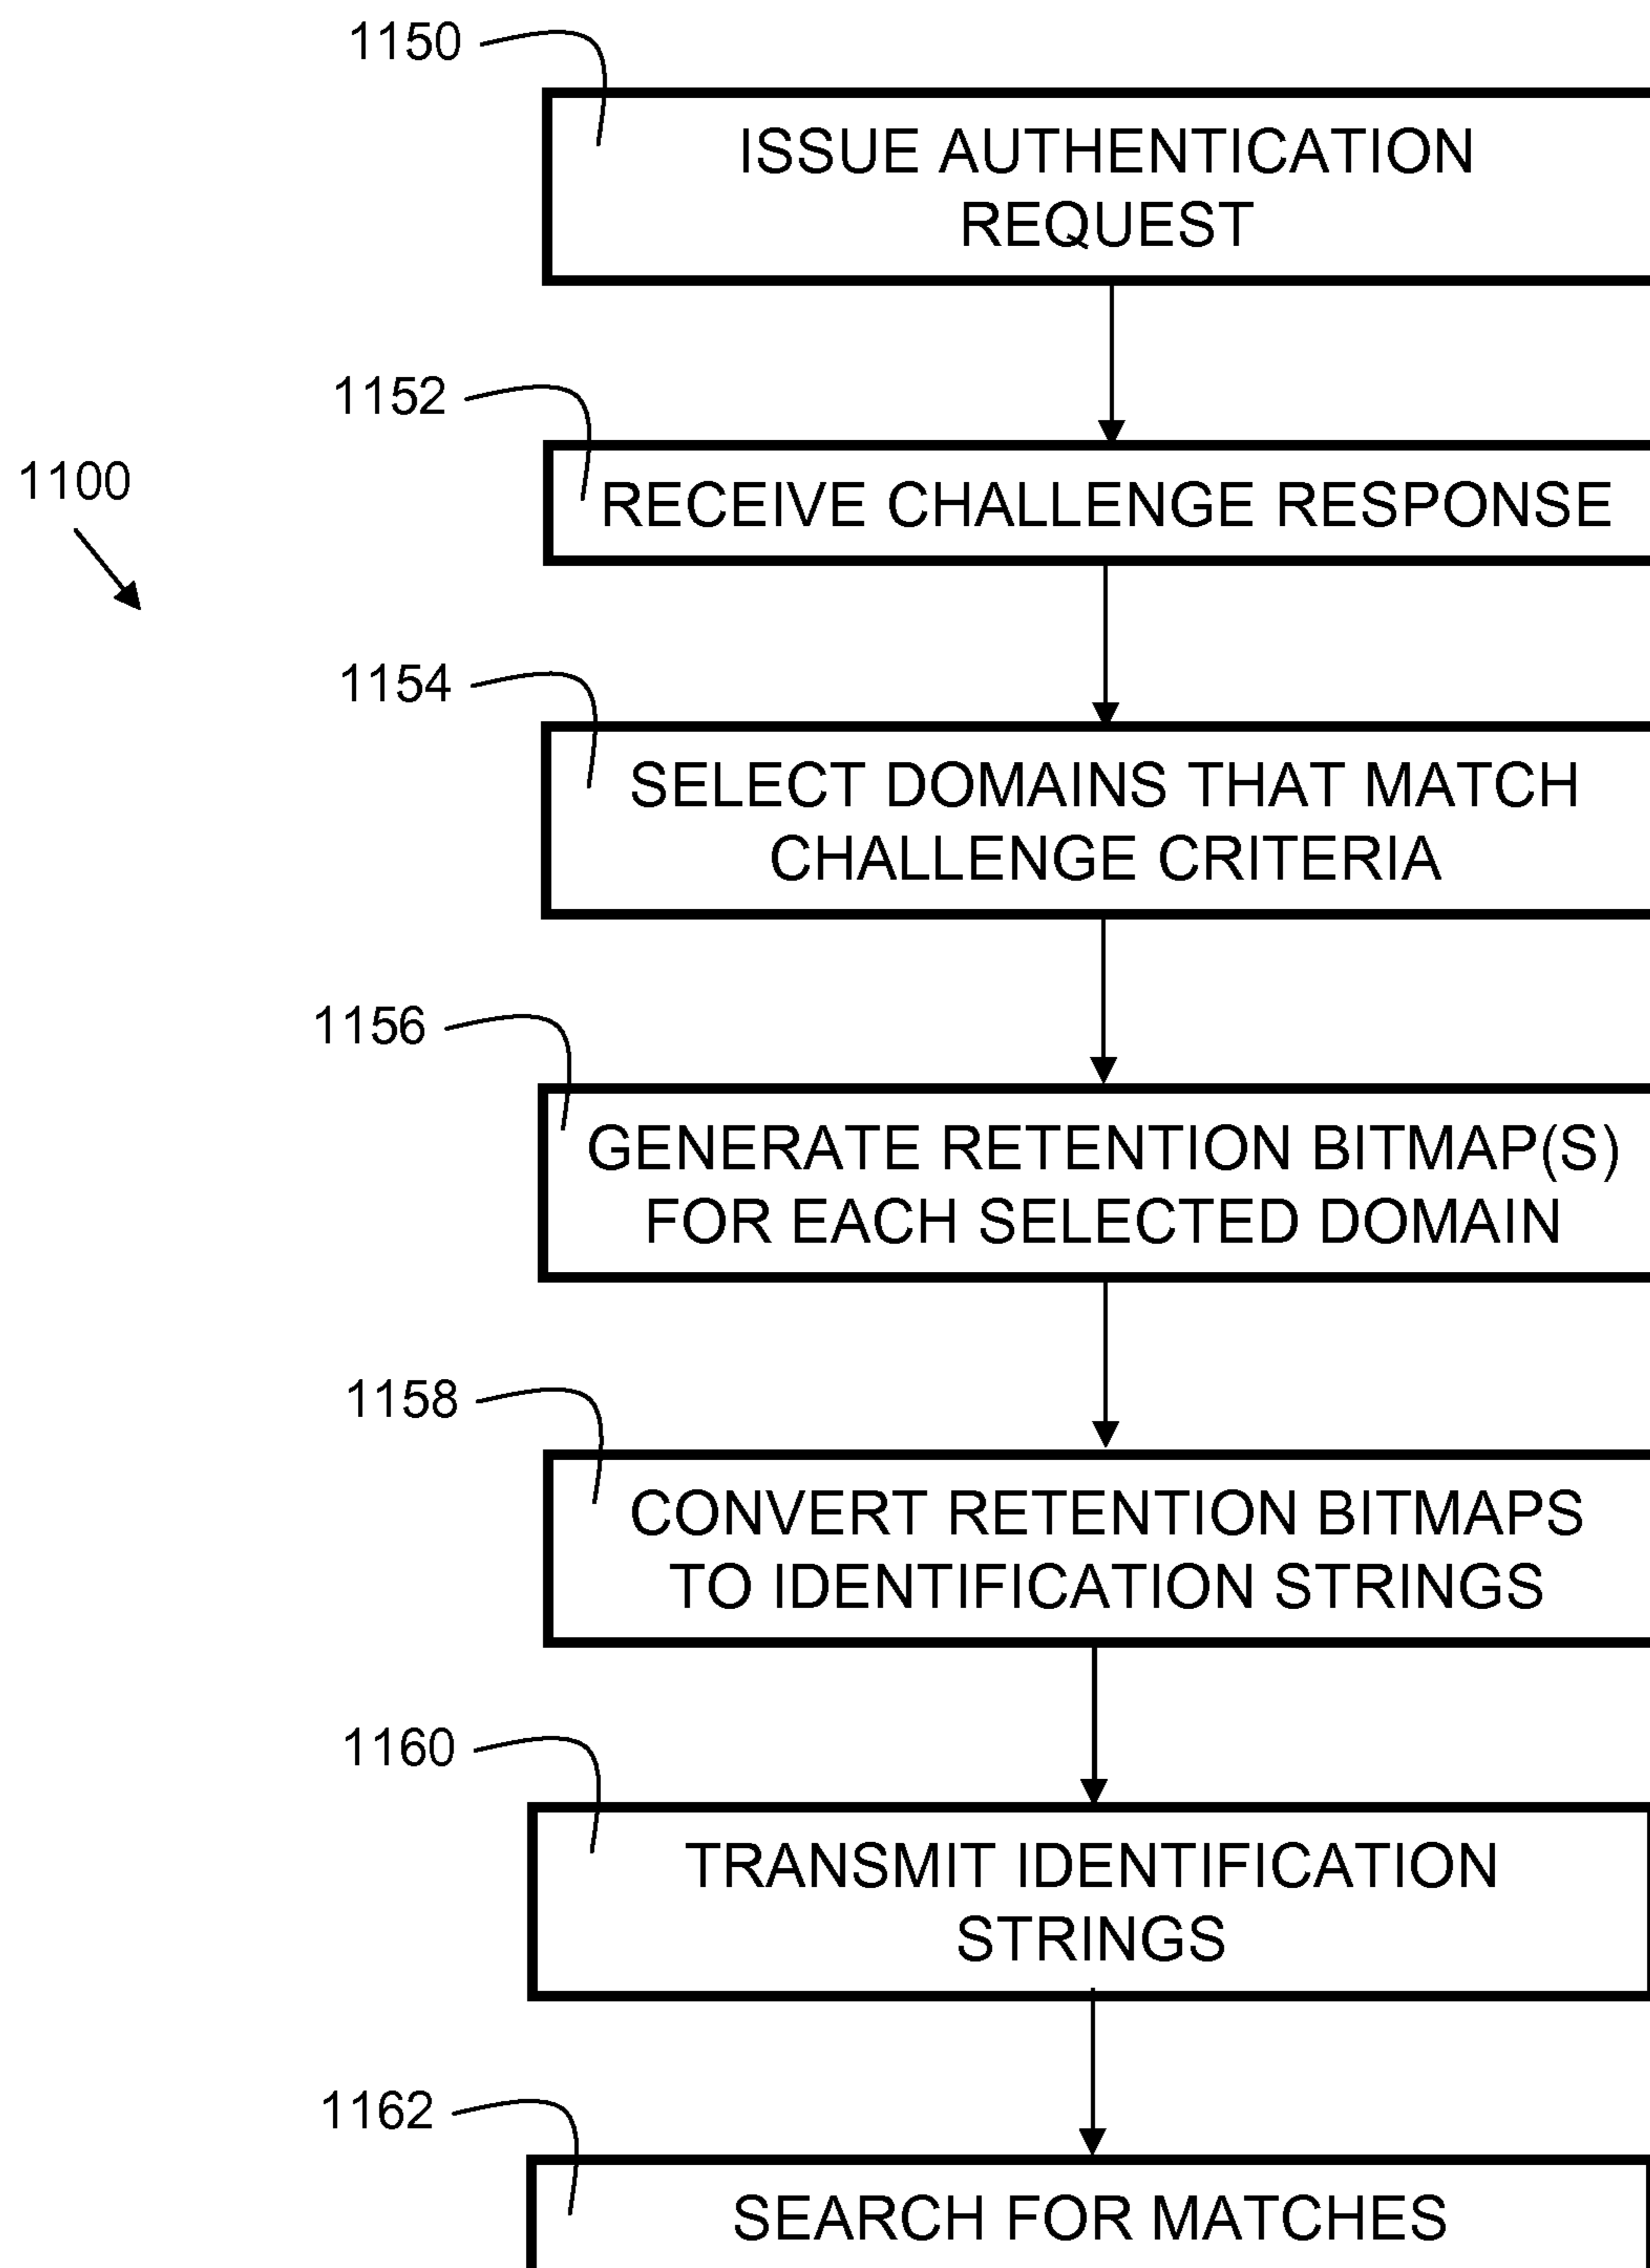 1150
ISSUE AUTHENTICATION
REQUEST
1152
RECEIVE CHALLENGE RESPONSE
1100
1154
SELECT DOMAINS THAT MATCH
CHALLENGE CRITERIA
1156
GENERATE RETENTION BITMAP(S)
FOR EACH SELECTED DOMAIN
1158
CONVERT RETENTION BITMAPS
TO IDENTIFICATION STRINGS
1160
TRANSMIT IDENTIFICATION
STRINGS
1162
SEARCH FOR MATCHES